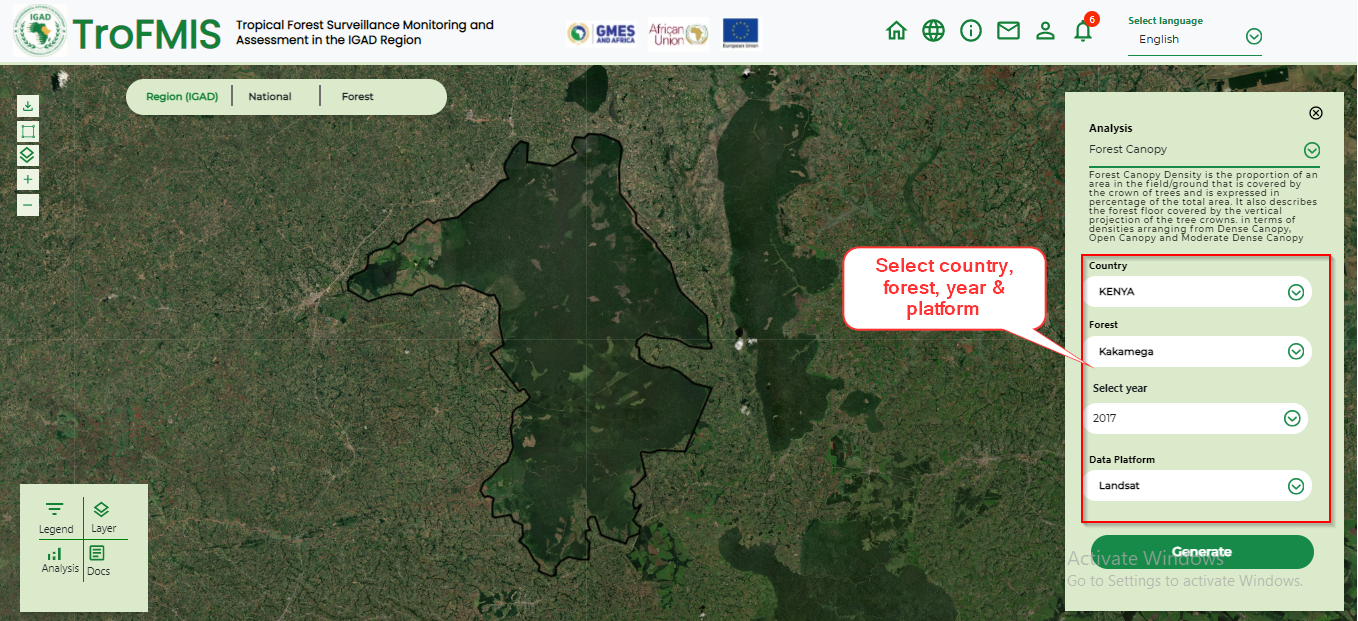 IGAD
TroFMIS
Tropical Forest Surveillance Monitoring and
Assessment in the IGAD Region
GMES
AND AFRICA
African
Union
European Union
6
Select language
English
Region (IGAD)
National
Forest
Analysis
Forest Canopy
Forest Canopy Density is the proportion of an
area in the field/ground that is covered by
the crown of trees and is expressed in
percentage of the total area. It also describes
the forest floor covered by the vertical
projection of the tree crowns. in terms of
densities arranging from Dense Canopy,
Open Canopy and Moderate Dense Canopy
Select country,
forest, year &
platform
Country
KENYA
Forest
Kakamega
Select year
2017
Data Platform
Landsat
Generate
Activate Windows
Go to Settings to activate Windows.
Legend
Layer
Analysis
Docs